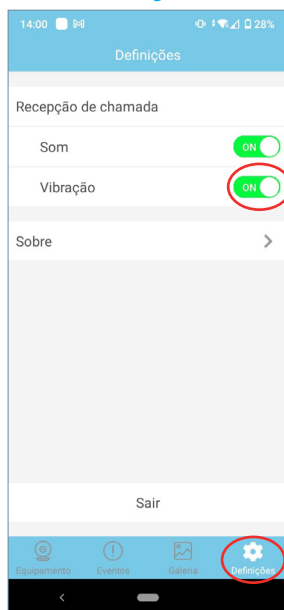 14:00 28%
Definições
Recepção de chamada
Som ON
Vibração ON
Sobre
Sair
Equipamento Eventos Galeria Definições